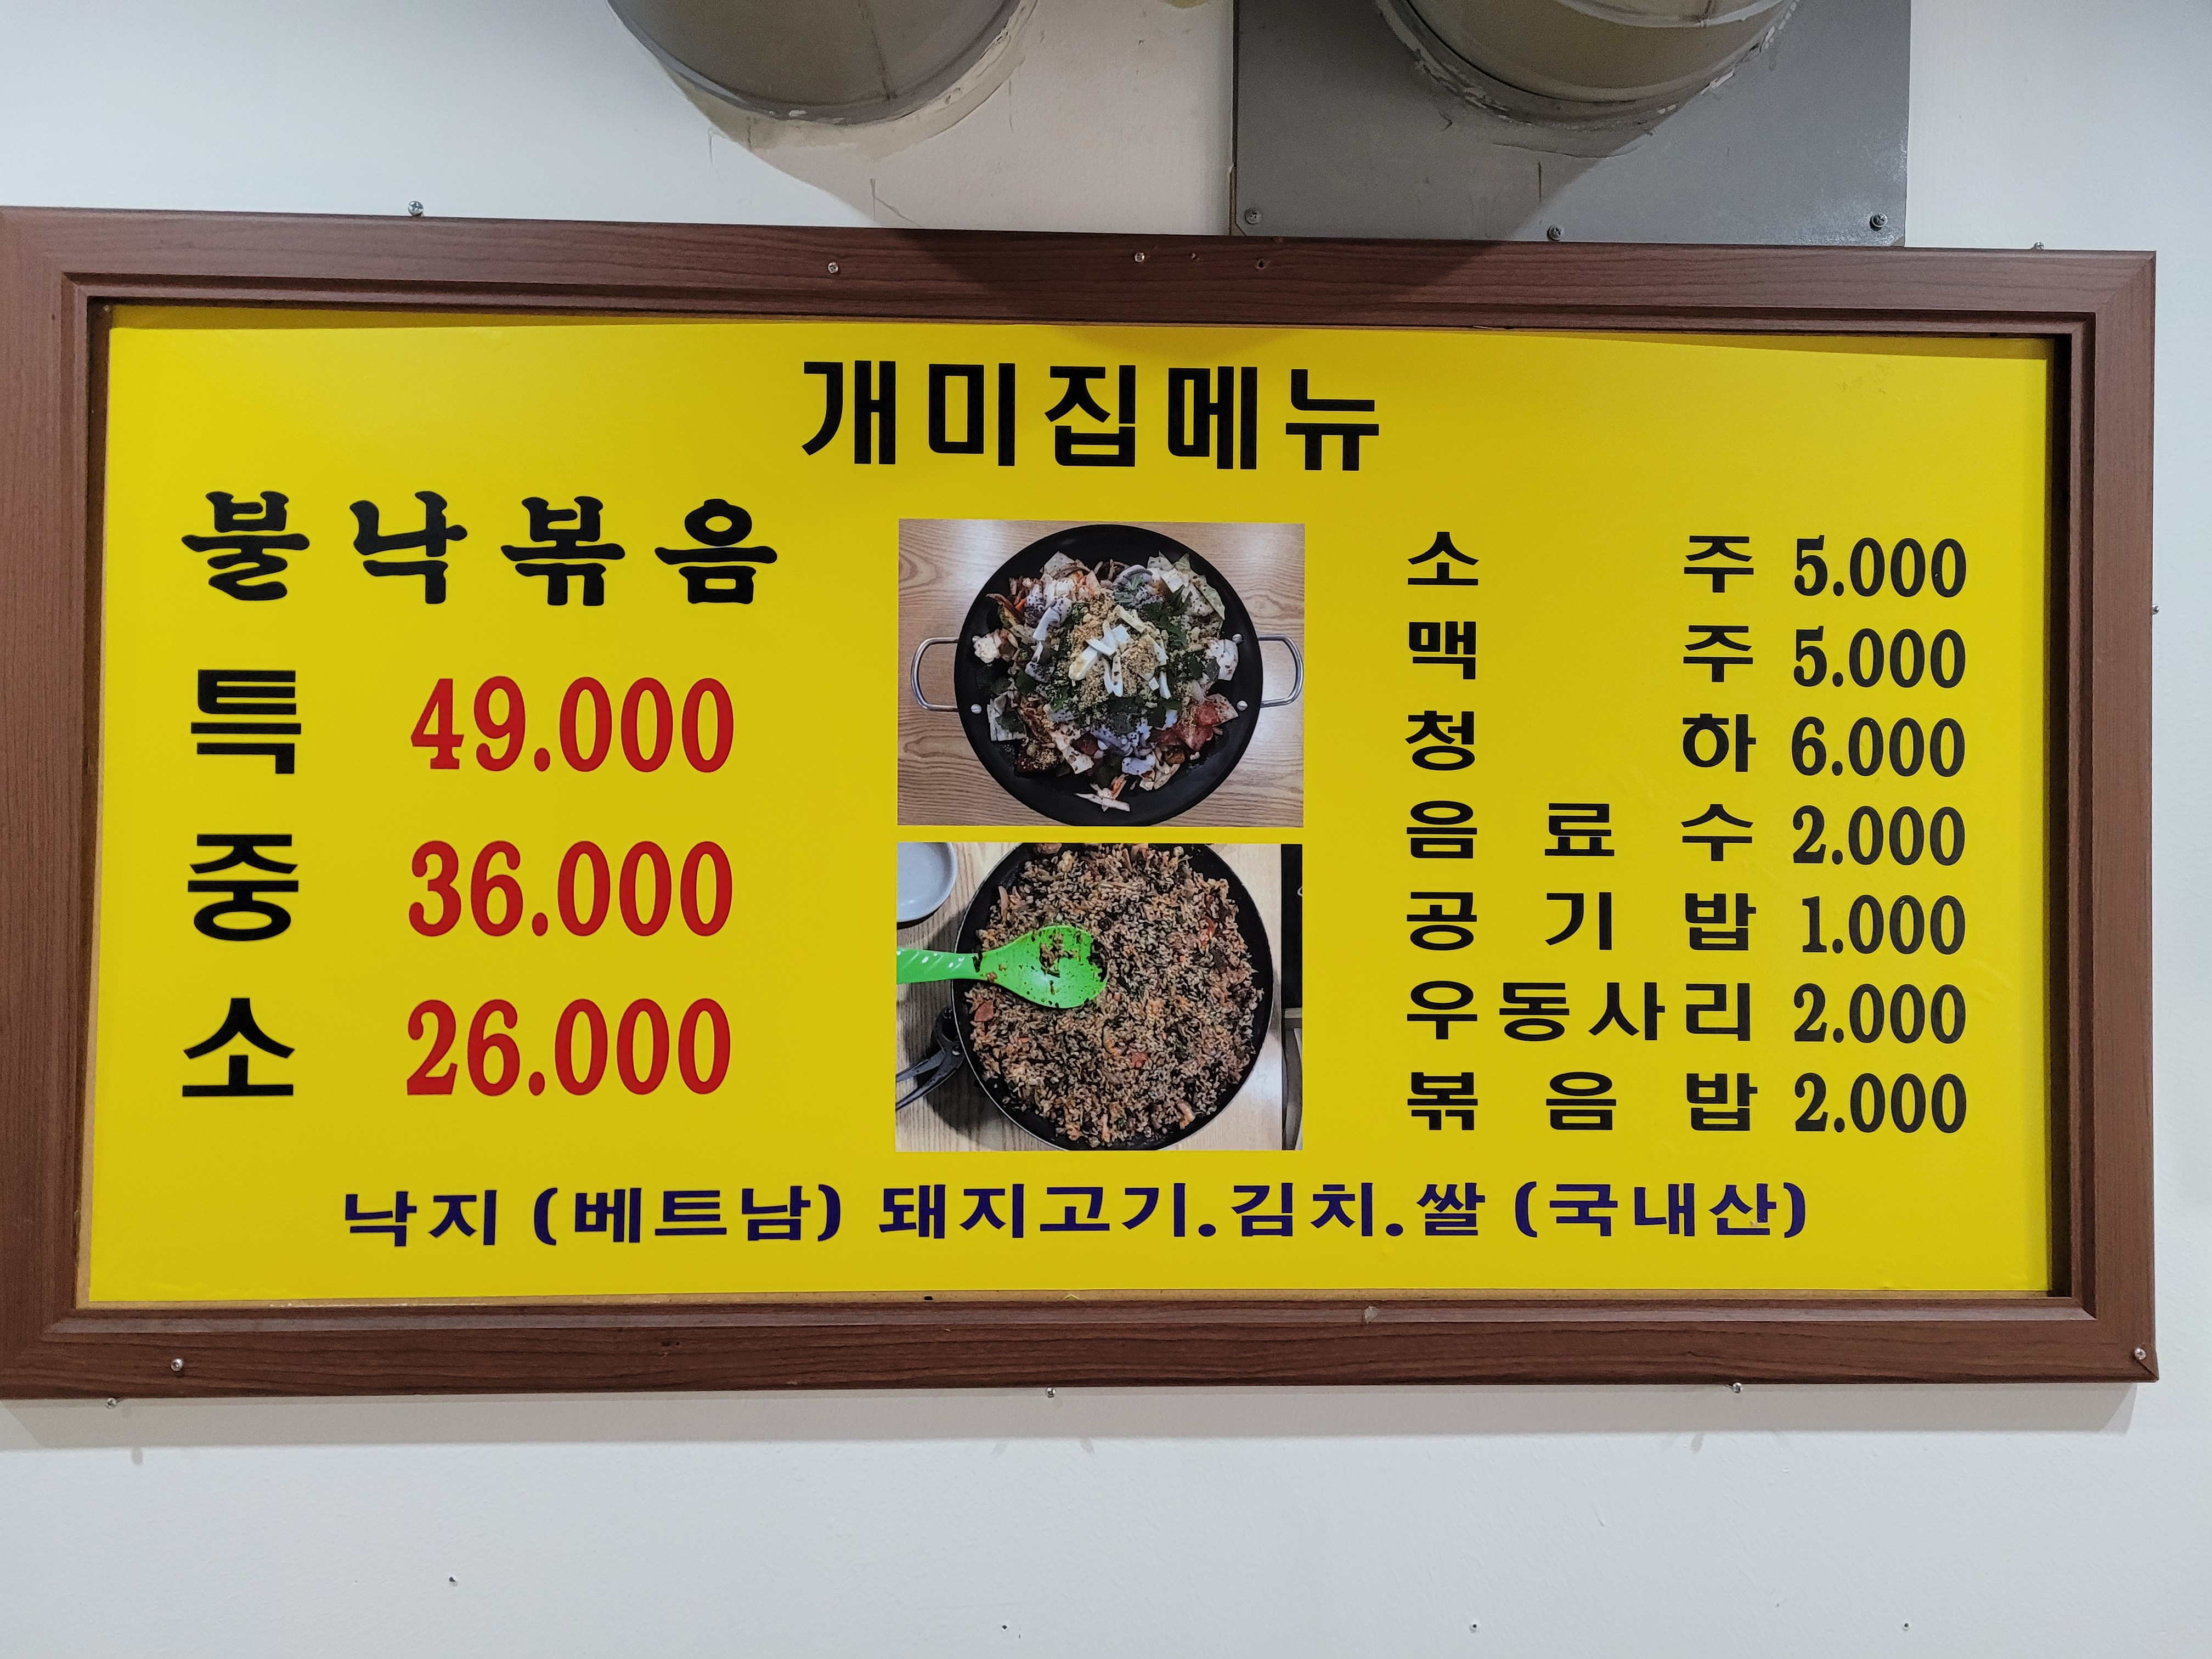 개미집메뉴
불낙볶음
특 49.000
중 36.000
소 26.000
소 주 5.000
맥 주 5.000
청 하 6.000
음 료 수 2.000
공 기 밥 1.000
우동사리 2.000
볶 음 밥 2.000
낙지 (베트남) 돼지고기.김치.쌀 (국내산)